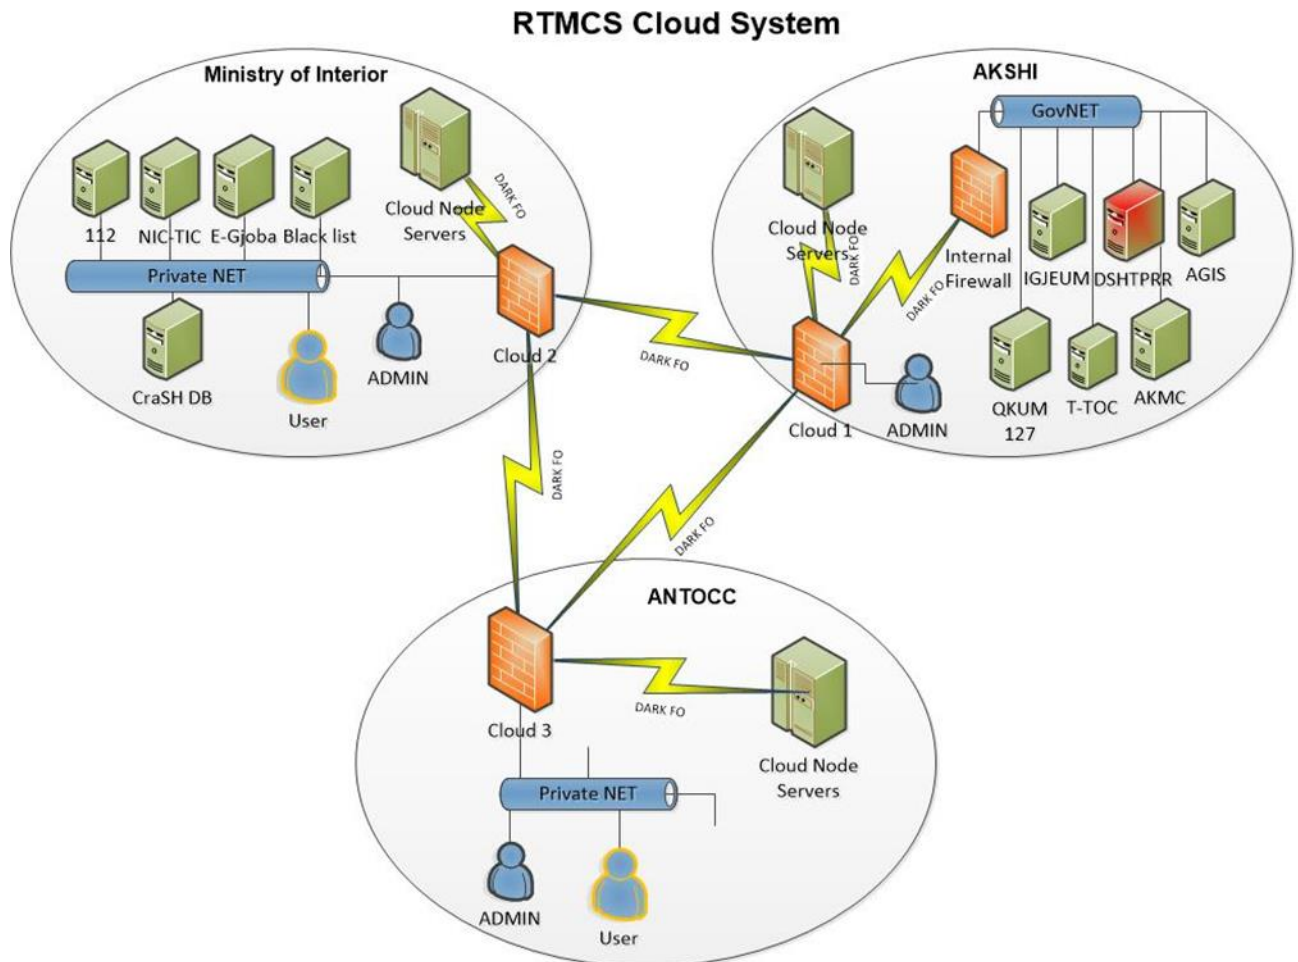 RTMCS Cloud System
Ministry of Interior
112
NIC-TIC
E-Gjoba
Black list
Cloud Node
Servers
DARK FO
Private NET
CraSH DB
User
ADMIN
Cloud 2
DARK FO
DARK FO
AKSHI
GovNET
Cloud Node
Servers
DARK FO
DARK FO
Internal
Firewall
IGJEUM
DSHTPRR
AGIS
QKUM
127
T-TOC
AKMC
Cloud 1
ADMIN
DARK FO
ANTOCC
Cloud 3
DARK FO
Cloud Node
Servers
Private NET
ADMIN
User